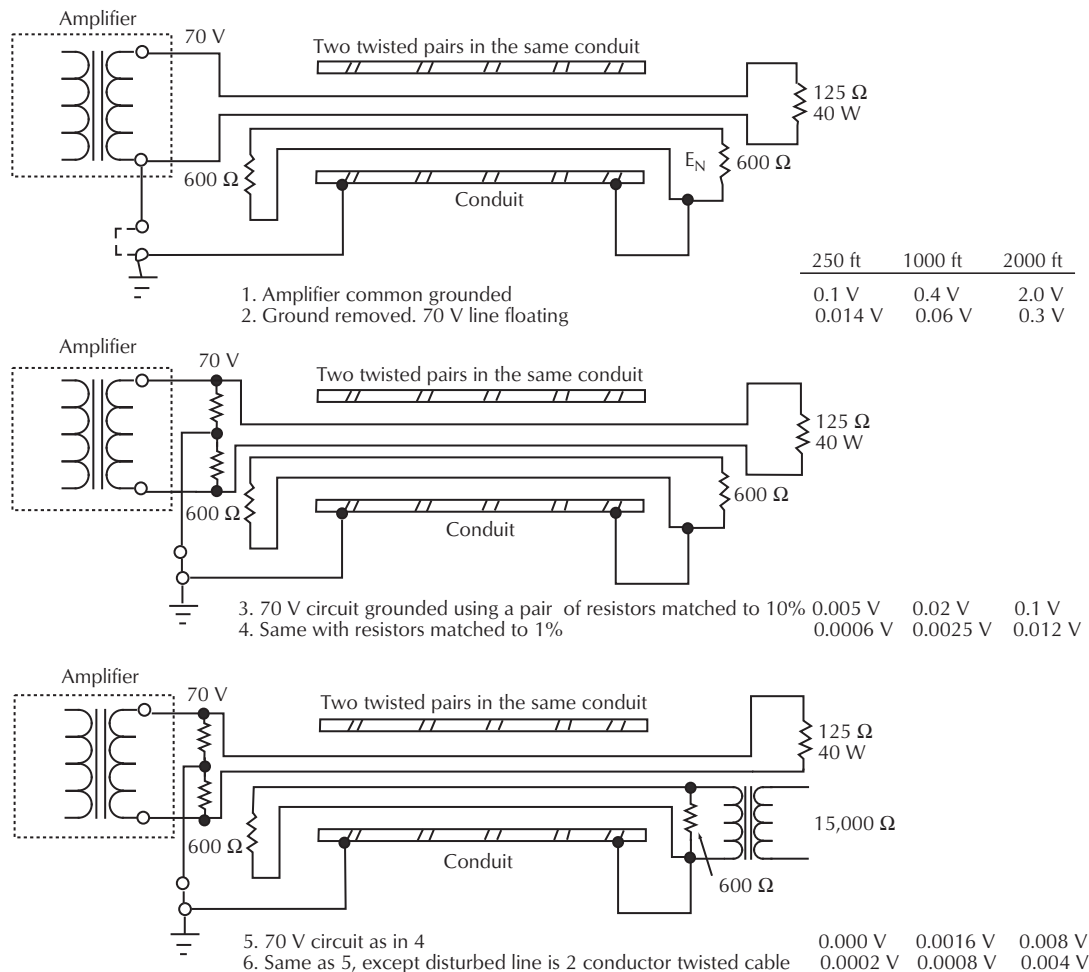 Amplifier
70 V
Two twisted pairs in the same conduit
125 Ω
40 W
600 Ω
E_N
600 Ω
Conduit
250 ft 1000 ft 2000 ft
1. Amplifier common grounded 0.1 V 0.4 V 2.0 V
2. Ground removed. 70 V line floating 0.014 V 0.06 V 0.3 V
Amplifier
70 V
Two twisted pairs in the same conduit
125 Ω
40 W
600 Ω
600 Ω
Conduit
3. 70 V circuit grounded using a pair of resistors matched to 10% 0.005 V 0.02 V 0.1 V
4. Same with resistors matched to 1% 0.0006 V 0.0025 V 0.012 V
Amplifier
70 V
Two twisted pairs in the same conduit
125 Ω
40 W
15,000 Ω
600 Ω
Conduit
600 Ω
5. 70 V circuit as in 4 0.000 V 0.0016 V 0.008 V
6. Same as 5, except disturbed line is 2 conductor twisted cable 0.0002 V 0.0008 V 0.004 V